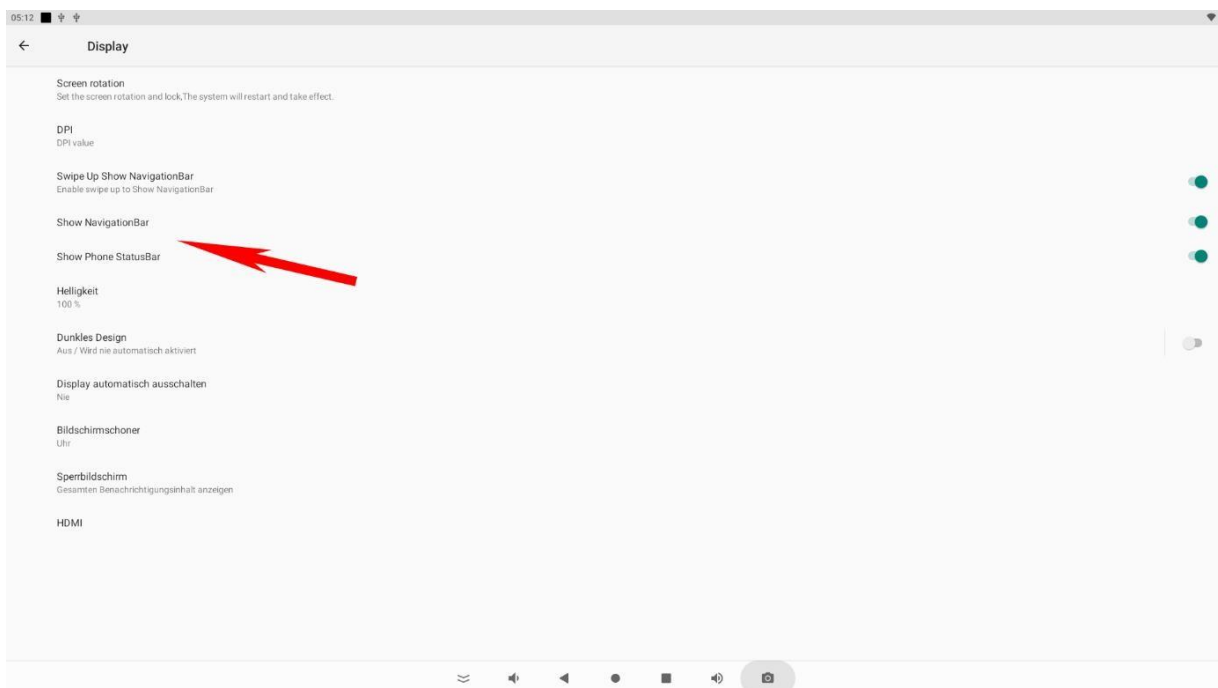 05:12
Display
Screen rotation
Set the screen rotation and lock,The system will restart and take effect.
DPI
DPI value
Swipe Up Show NavigationBar
Enable swipe up to Show NavigationBar
Show NavigationBar
Show Phone StatusBar
Helligkeit
100 %
Dunkles Design
Aus / Wird nie automatisch aktiviert
Display automatisch ausschalten
Nie
Bildschirmschoner
Uhr
Sperrbildschirm
Gesamten Benachrichtigungsinhalt anzeigen
HDMI